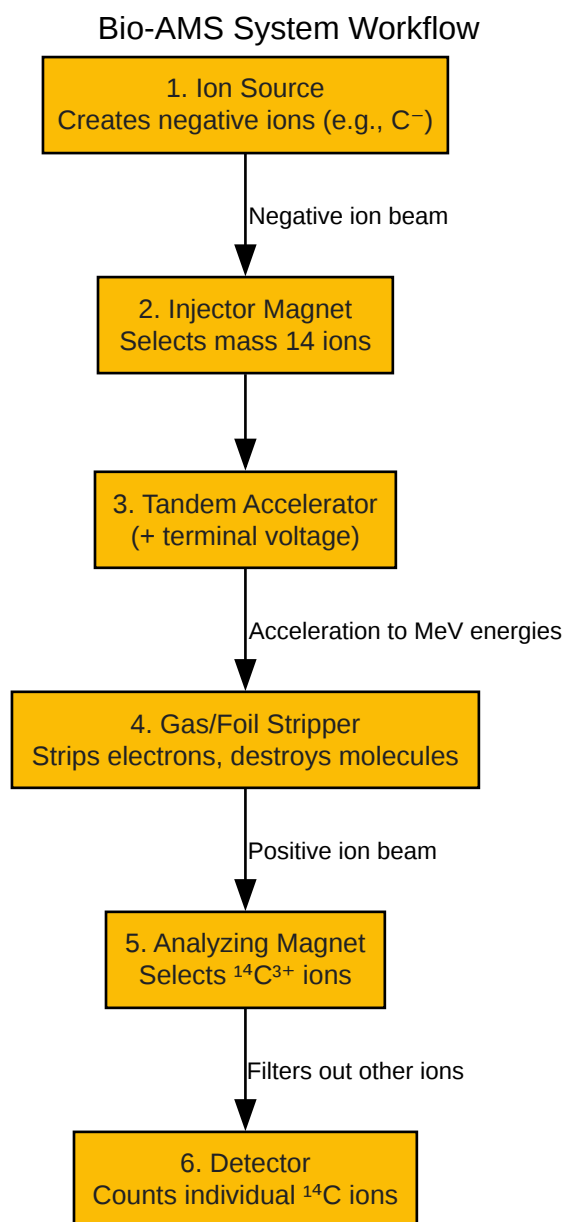 Bio-AMS System Workflow
1. Ion Source
Creates negative ions (e.g., C⁻)
Negative ion beam
2. Injector Magnet
Selects mass 14 ions
3. Tandem Accelerator
(+ terminal voltage)
Acceleration to MeV energies
4. Gas/Foil Stripper
Strips electrons, destroys molecules
Positive ion beam
5. Analyzing Magnet
Selects ¹⁴C³⁺ ions
Filters out other ions
6. Detector
Counts individual ¹⁴C ions